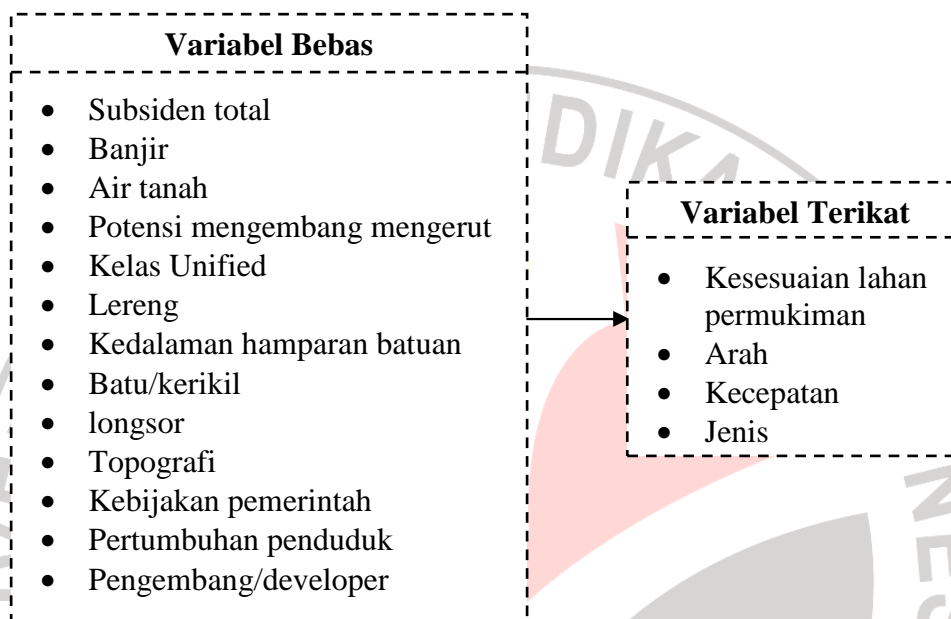 Variabel Bebas
• Subsiden total
• Banjir
• Air tanah
• Potensi mengembang mengerut
• Kelas Unified
• Lereng
• Kedalaman hamparan batuan
• Batu/kerikil
• longsor
• Topografi
• Kebijakan pemerintah
• Pertumbuhan penduduk
• Pengembang/developer
Variabel Terikat
• Kesesuaian lahan
permukiman
• Arah
• Kecepatan
• Jenis